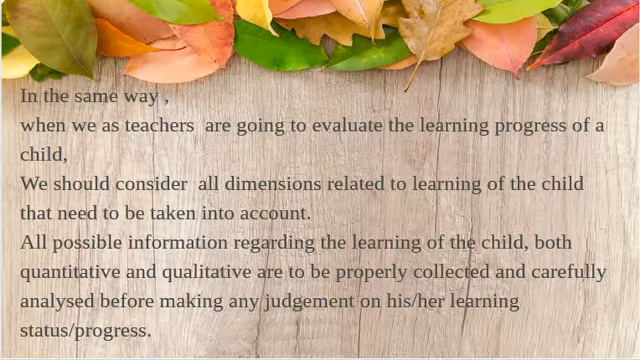 In the same way ,
when we as teachers  are going to evaluate the learning progress of a
child,
We should consider  all dimensions related to learning of the child
that need to be taken into account.
All possible information regarding the learning of the child, both
quantitative and qualitative are to be properly collected and carefully
analysed before making any judgement on his/her learning
status/progress.